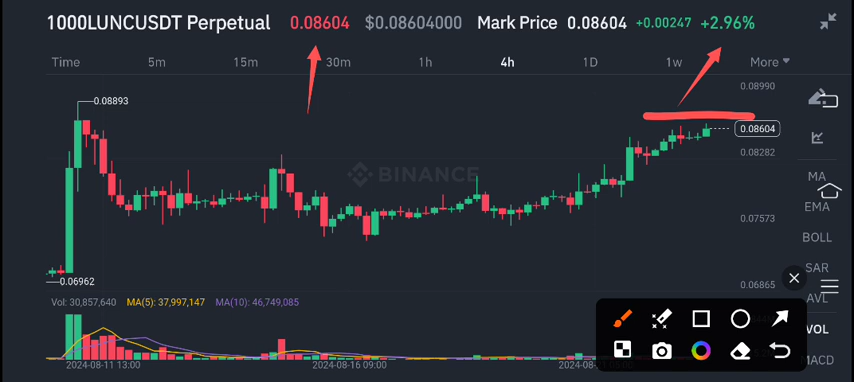 1000LUNCUSDT Perpetual 0.08604 $0.08604000 Mark Price 0.08604 +0.00247 +2.96%
Time 5m 15m 30m 1h 4h 1D 1w More
0.08990
0.08893
0.08604
0.08282
BINANCE
MA
EMA
0.07573
BOLL
SAR
0.06962
0.06865
AVL
Vol: 30,857,640 MA(5): 37,997,147 MA(10): 46,749,085
VOL
MACD
2024-08-11 13:00 2024-08-16 09:00